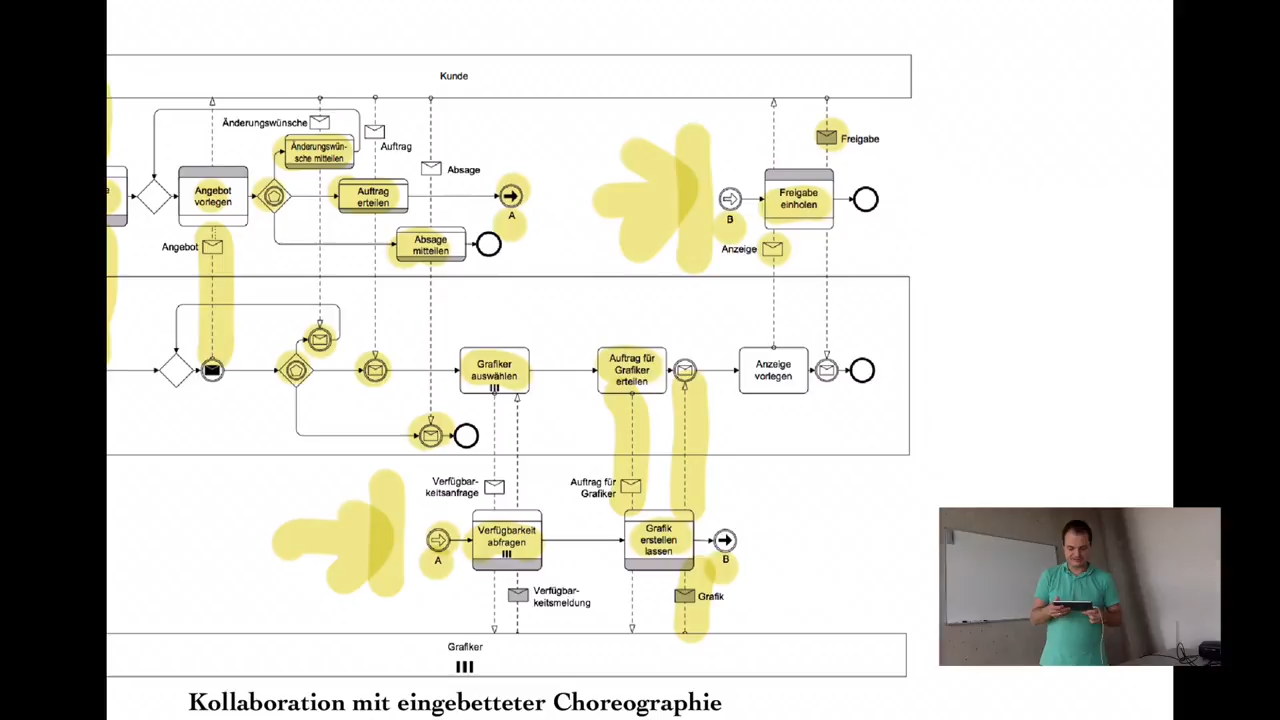 Kunde
Änderungswünsche
Änderungswün-
sche mitteilen
Auftrag
Absage
Freigabe
e
Angebot
vorlegen
Auftrag
erteilen
A
Absage
mitteilen
Angebot
B
Freigabe
einholen
Anzeige
Grafiker
auswählen
Auftrag für
Grafiker
erteilen
Anzeige
vorlegen
Verfügbar-
keitsanfrage
Auftrag für
Grafiker
A
Verfügbarkeit
abfragen
Grafik
erstellen
lassen
B
Verfügbar-
keitsmeldung
Grafik
Grafiker
Kollaboration mit eingebetteter Choreographie